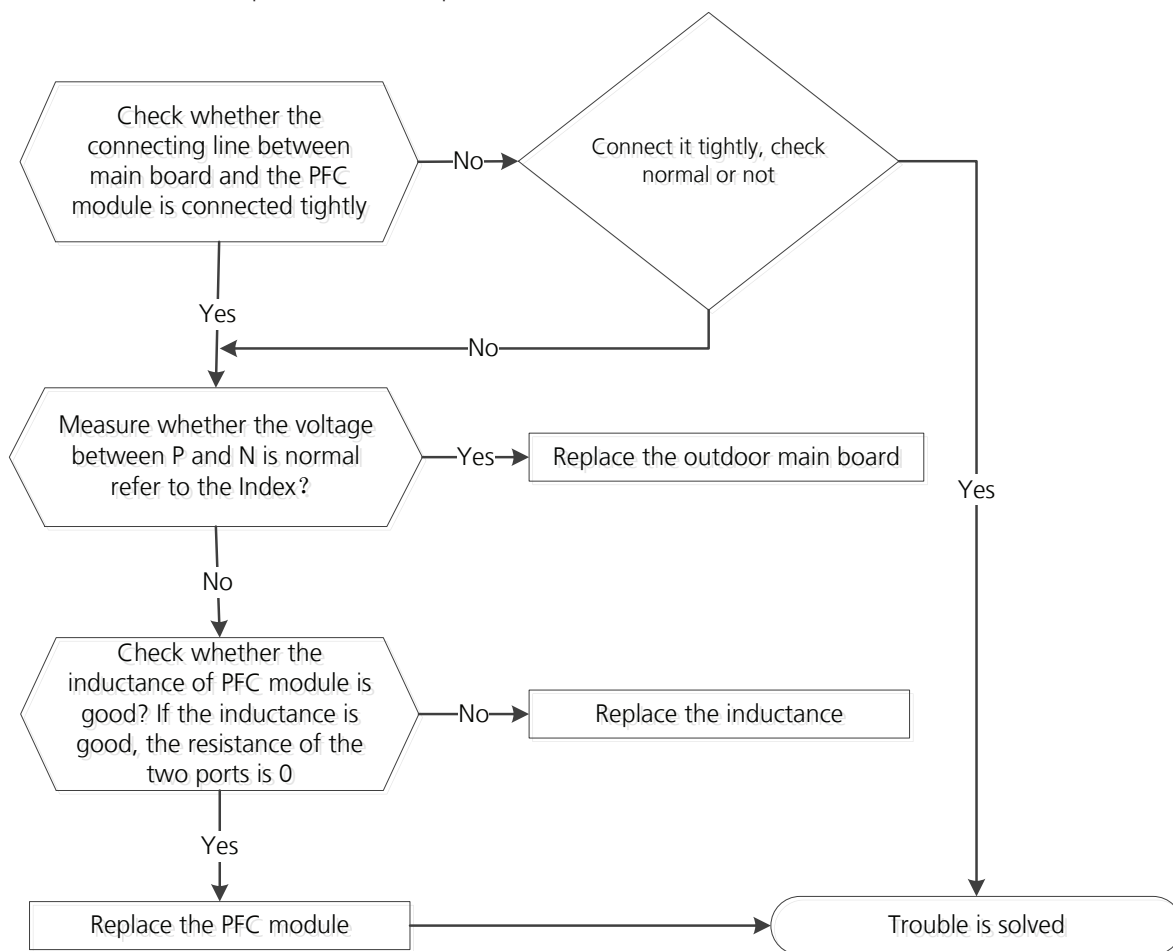 Check whether the
connecting line between
main board and the PFC
module is connected tightly
No
Connect it tightly, check
normal or not
Yes
No
Measure whether the voltage
between P and N is normal
refer to the Index？
Yes
Replace the outdoor main board
Yes
No
Check whether the
inductance of PFC module is
good? If the inductance is
good, the resistance of the
two ports is 0
No
Replace the inductance
Yes
Replace the PFC module
Trouble is solved